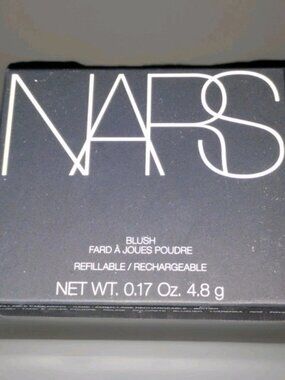 NARS
BLUSH
FARD À JOUES POUDRE
REFILLABLE / RECHARGEABLE
NET WT. 0.17 Oz. 4.8 g